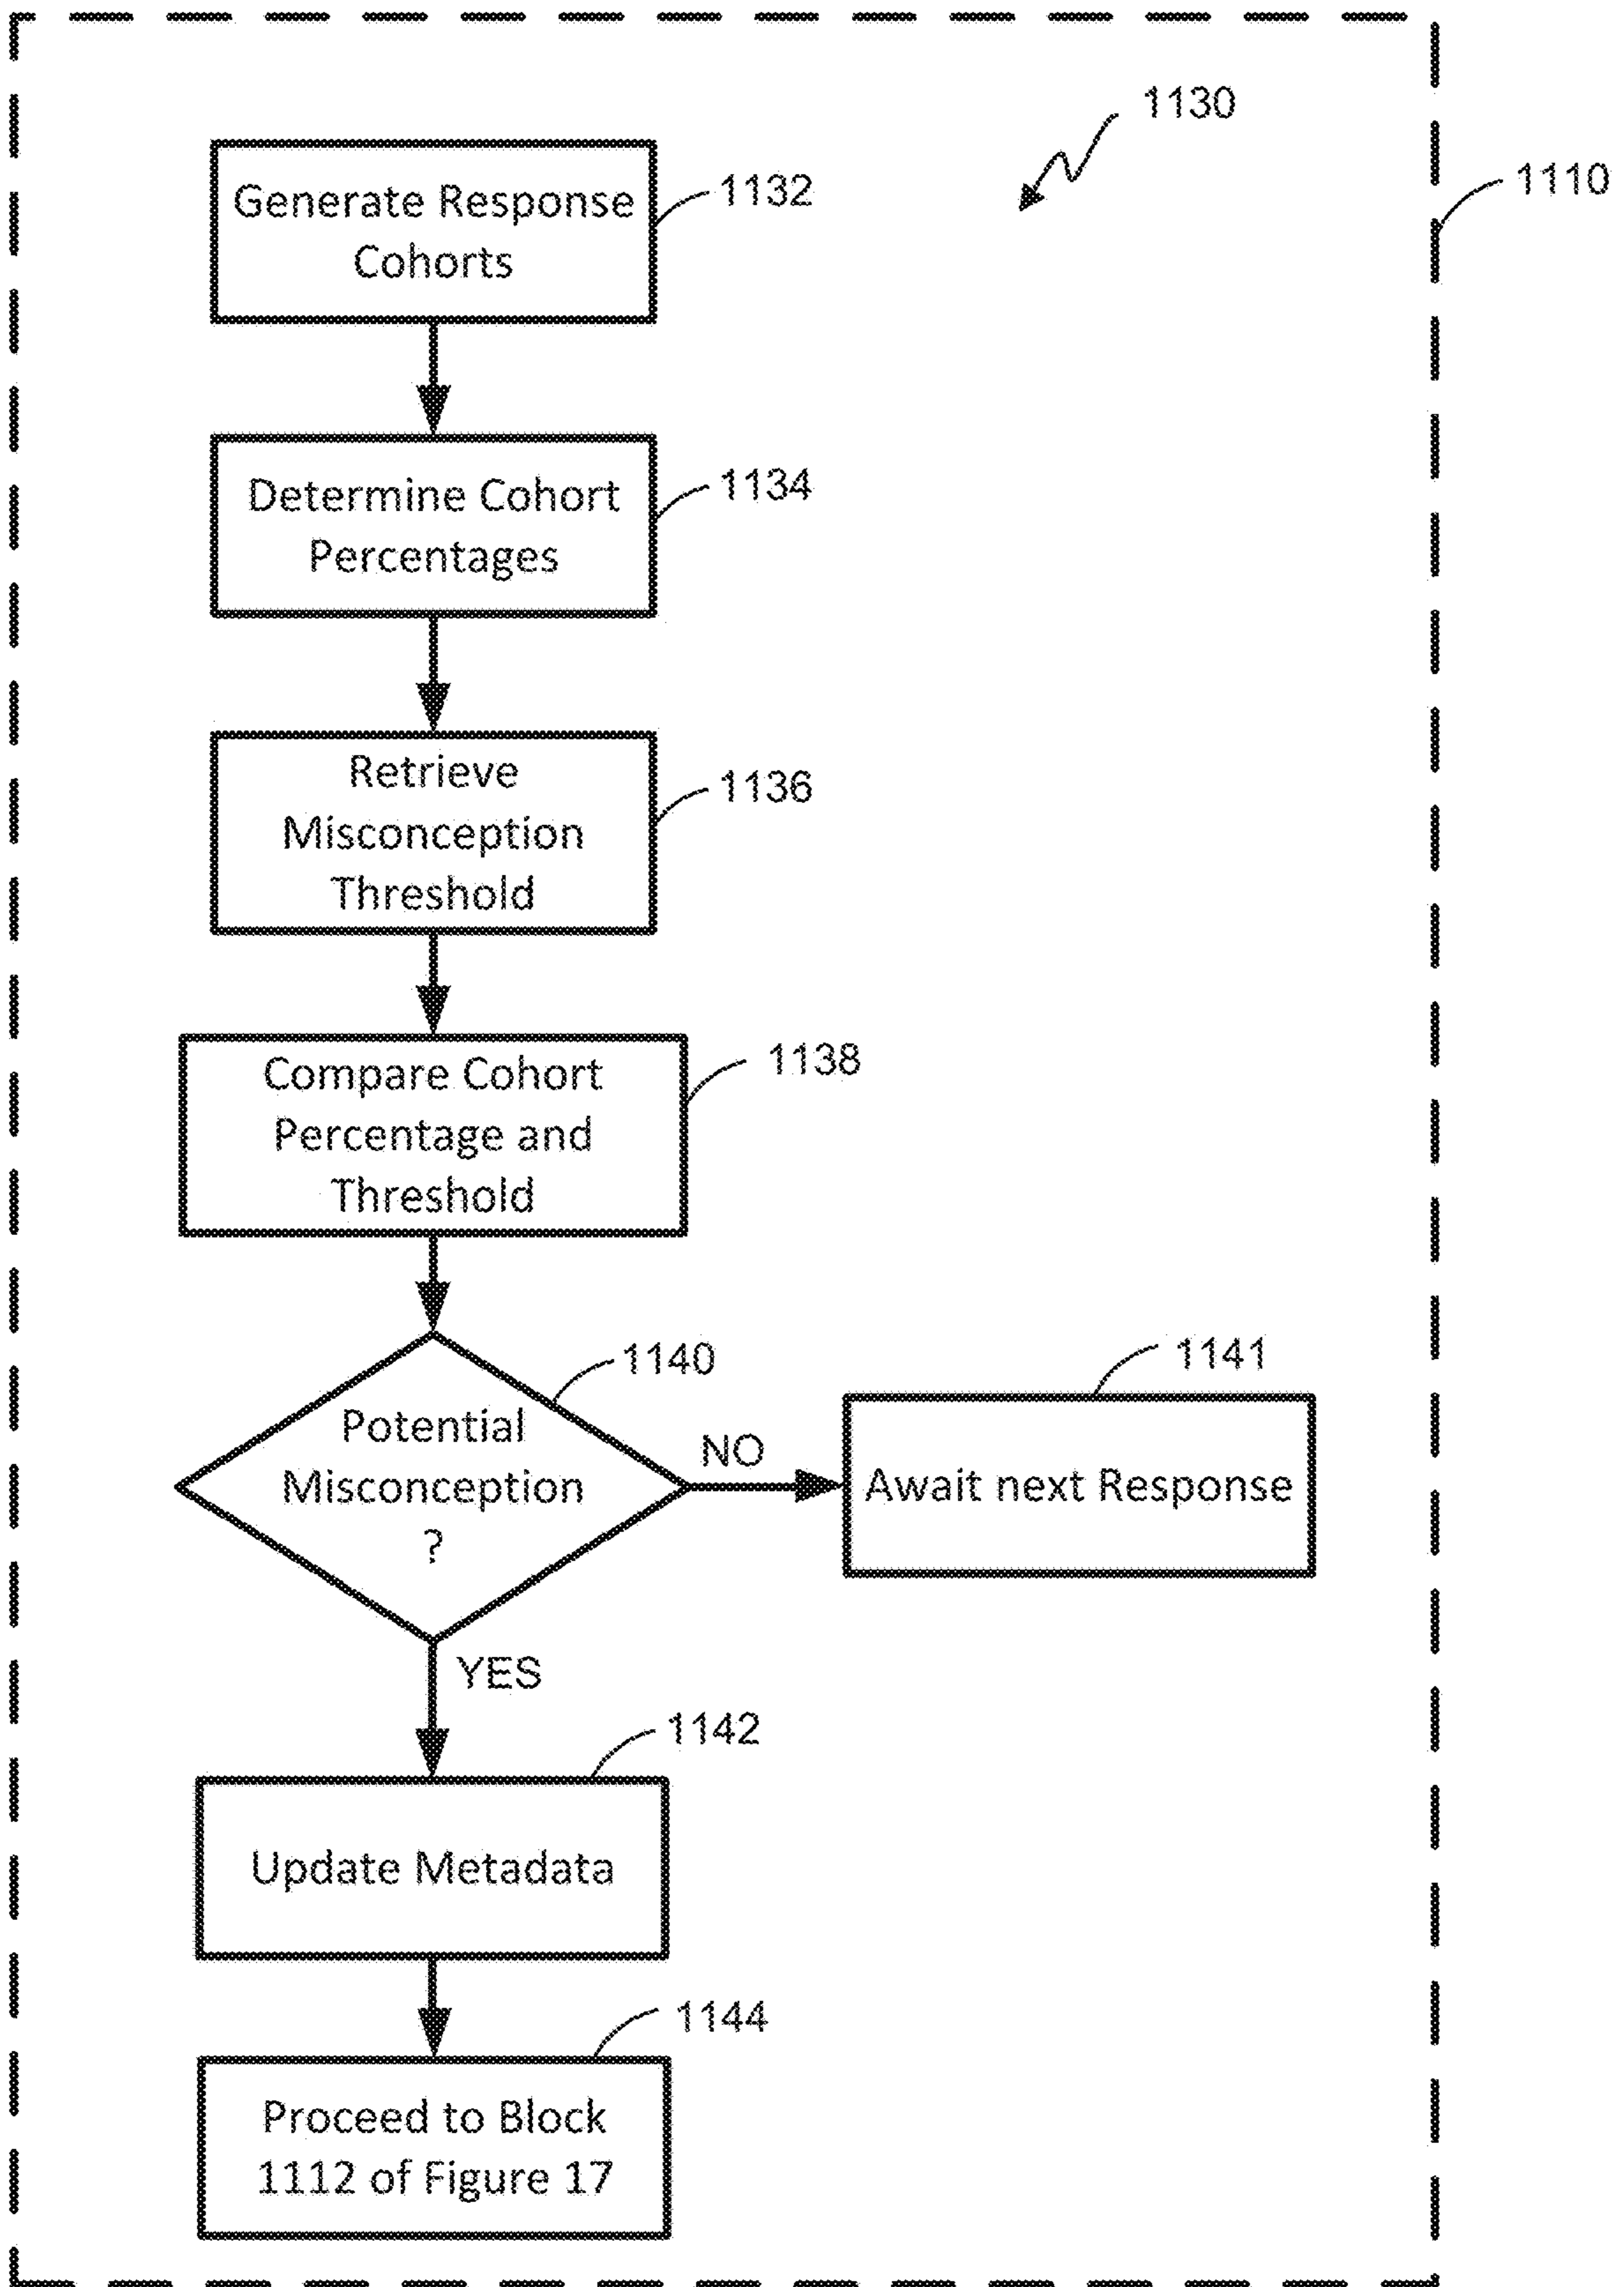 1130
1110
Generate Response
Cohorts
1132
Determine Cohort
Percentages
1134
Retrieve
Misconception
Threshold
1136
Compare Cohort
Percentage and
Threshold
1138
Potential
Misconception
?
1140
NO
1141
Await next Response
YES
1142
Update Metadata
1144
Proceed to Block
1112 of Figure 17